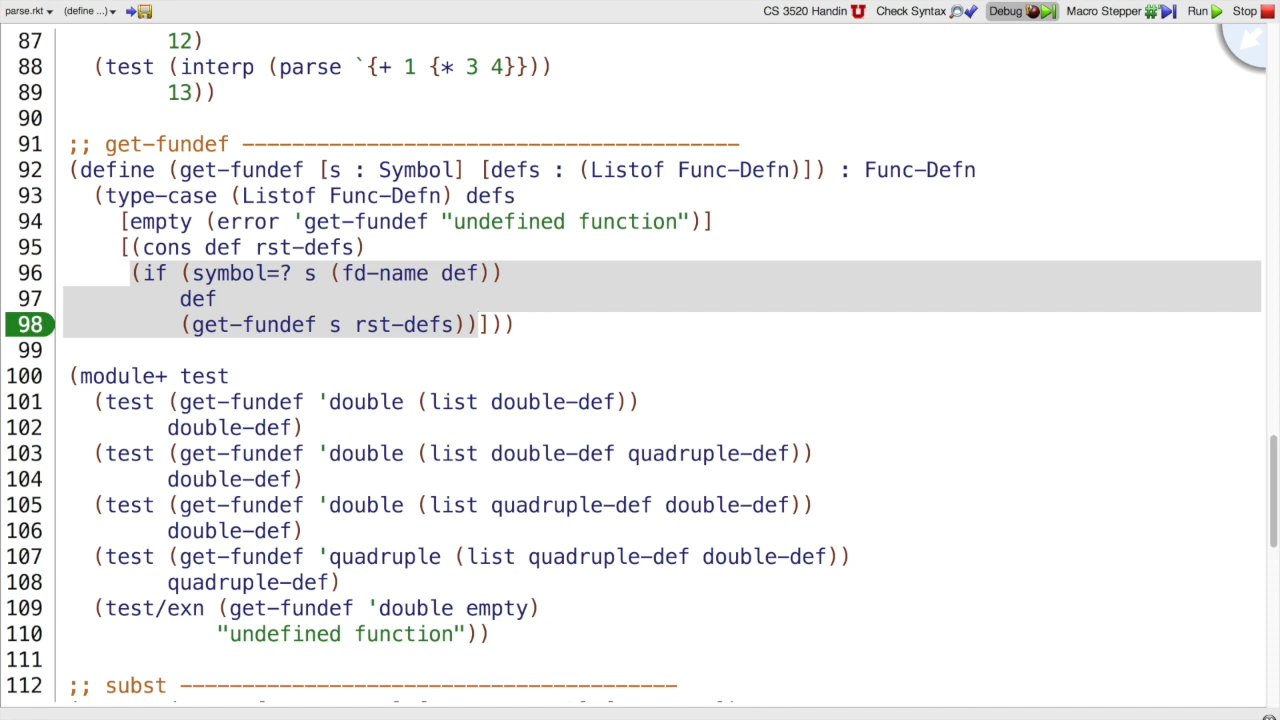 parse.rkt (define ...) CS 3520 Handin Check Syntax Debug Macro Stepper Run Stop
87         12)
88   (test (interp (parse `{+ 1 {* 3 4}}))
89         13))
90
91 ;; get-fundef ----------------------------------------
92 (define (get-fundef [s : Symbol] [defs : (Listof Func-Defn)]) : Func-Defn
93   (type-case (Listof Func-Defn) defs
94     [empty (error 'get-fundef "undefined function")]
95     [(cons def rst-defs)
96      (if (symbol=? s (fd-name def))
97          def
98          (get-fundef s rst-defs))]))
99
100 (module+ test
101   (test (get-fundef 'double (list double-def))
102         double-def)
103   (test (get-fundef 'double (list double-def quadruple-def))
104         double-def)
105   (test (get-fundef 'double (list quadruple-def double-def))
106         double-def)
107   (test (get-fundef 'quadruple (list quadruple-def double-def))
108         quadruple-def)
109   (test/exn (get-fundef 'double empty)
110             "undefined function"))
111
112 ;; subst ----------------------------------------